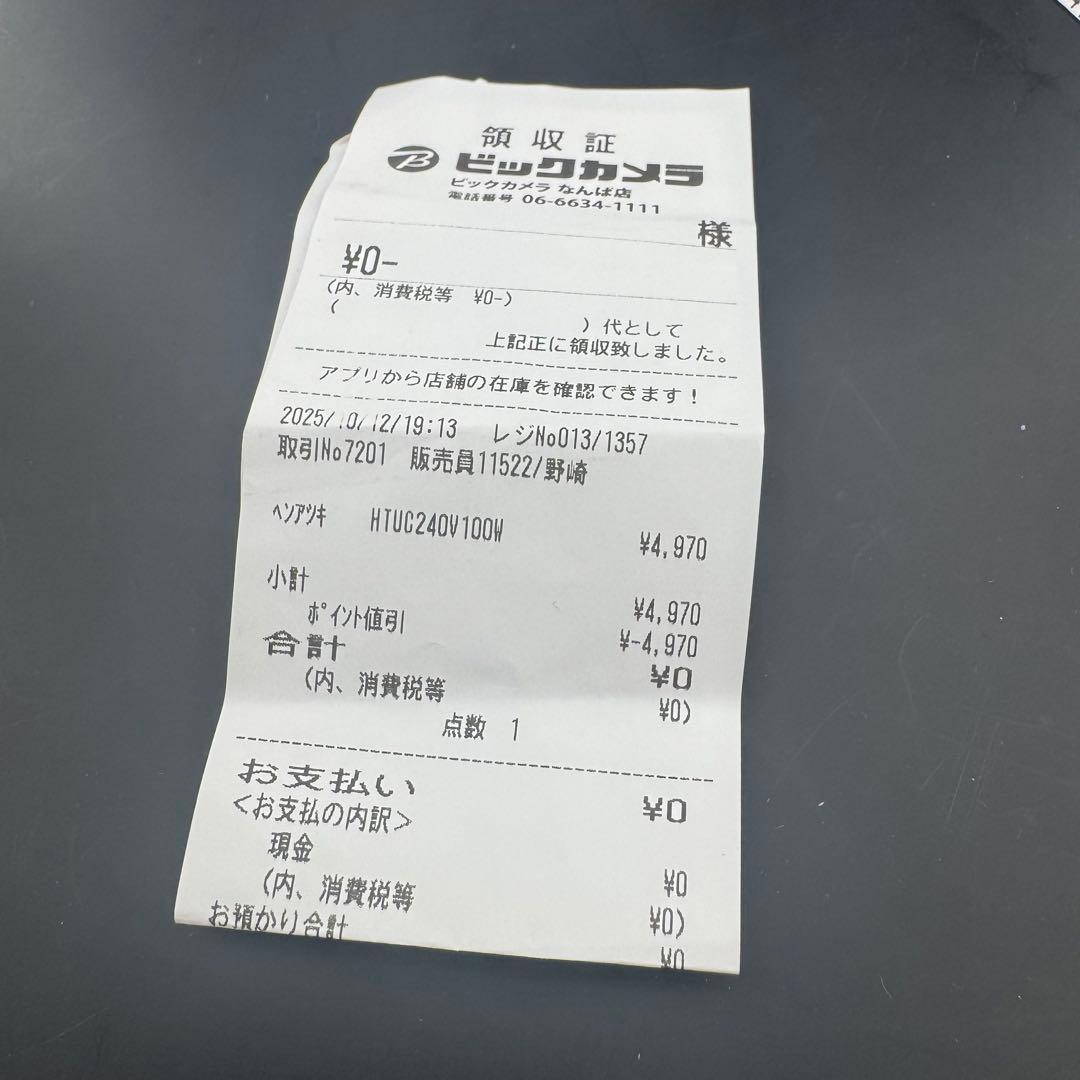 領収証
ビックカメラ
ビックカメラ なんば店
電話番号 06-6634-1111
様
¥0-
(内、消費税等 ¥0-)
( )代として
上記正に領収致しました。
アプリから店舗の在庫を確認できます!
2025/10/12/19:13 レジNo013/1357
取引No7201 販売員11522/野崎
ヘンアツキ HTUC240V100W ¥4,970
小計 ¥4,970
ポイント値引 ¥-4,970
合計 ¥0
(内、消費税等 ¥0)
点数 1
お支払い ¥0
<お支払の内訳>
現金 ¥0
(内、消費税等 ¥0)
お預かり合計 ¥0